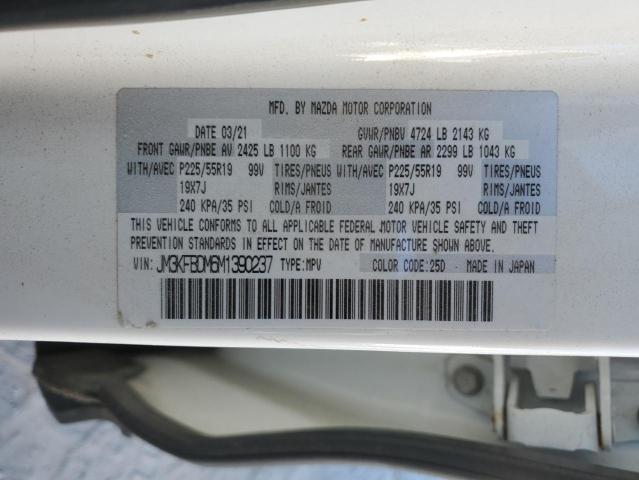 MFD. BY MAZDA MOTOR CORPORATION
DATE 03/21 GVWR/PNBV 4724 LB 2143 KG
FRONT GAWR/PNBE AV 2425 LB 1100 KG REAR GAWR/PNBE AR 2299 LB 1043 KG
WITH/AVEC P225/55R19 99V TIRES/PNEUS WITH/AVEC P225/55R19 99V TIRES/PNEUS
19X7J RIMS/JANTES 19X7J RIMS/JANTES
240 KPA/35 PSI COLD/A FROID 240 KPA/35 PSI COLD/A FROID
THIS VEHICLE CONFORMS TO ALL APPLICABLE FEDERAL MOTOR VEHICLE SAFETY AND THEFT
PREVENTION STANDARDS IN EFFECT ON THE DATE OF MANUFACTURE SHOWN ABOVE.
VIN: JM3KFBDM6M1390237 TYPE:MPV COLOR CODE:25D MADE IN JAPAN